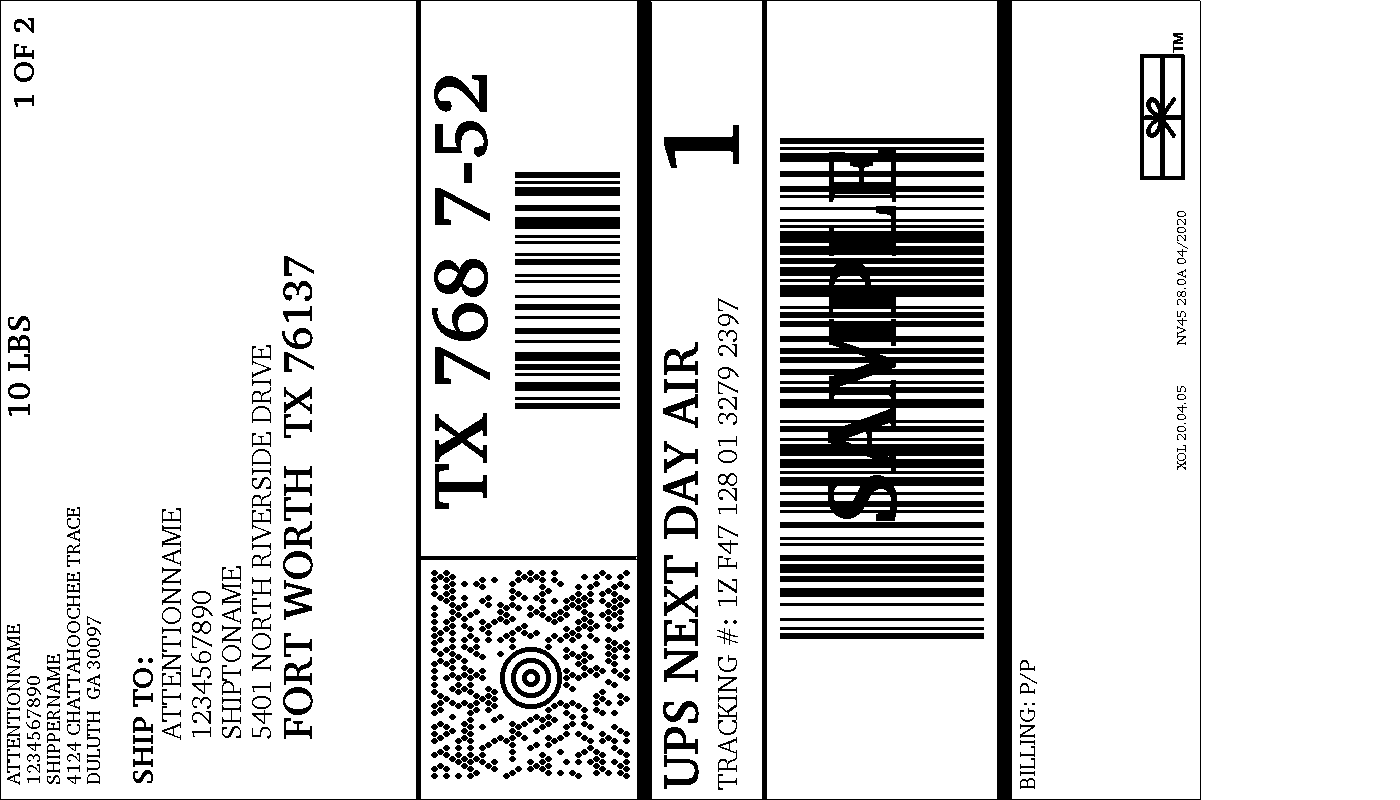 ATTENTIONNAME
1234567890
SHIPPERNAME
4124 CHATTAHOOCHEE TRACE
DULUTH GA 30097
10 LBS
1 OF 2
SHIP TO:
ATTENTIONNAME
1234567890
SHIPTONAME
5401 NORTH RIVERSIDE DRIVE
FORT WORTH TX 76137
TX 768 7-52
UPS NEXT DAY AIR
1
TRACKING #: 1Z F47 128 01 3279 2397
SAMPLE
BILLING: P/P
XOL 20.04.05 NV45 28.0A 04/2020
TM